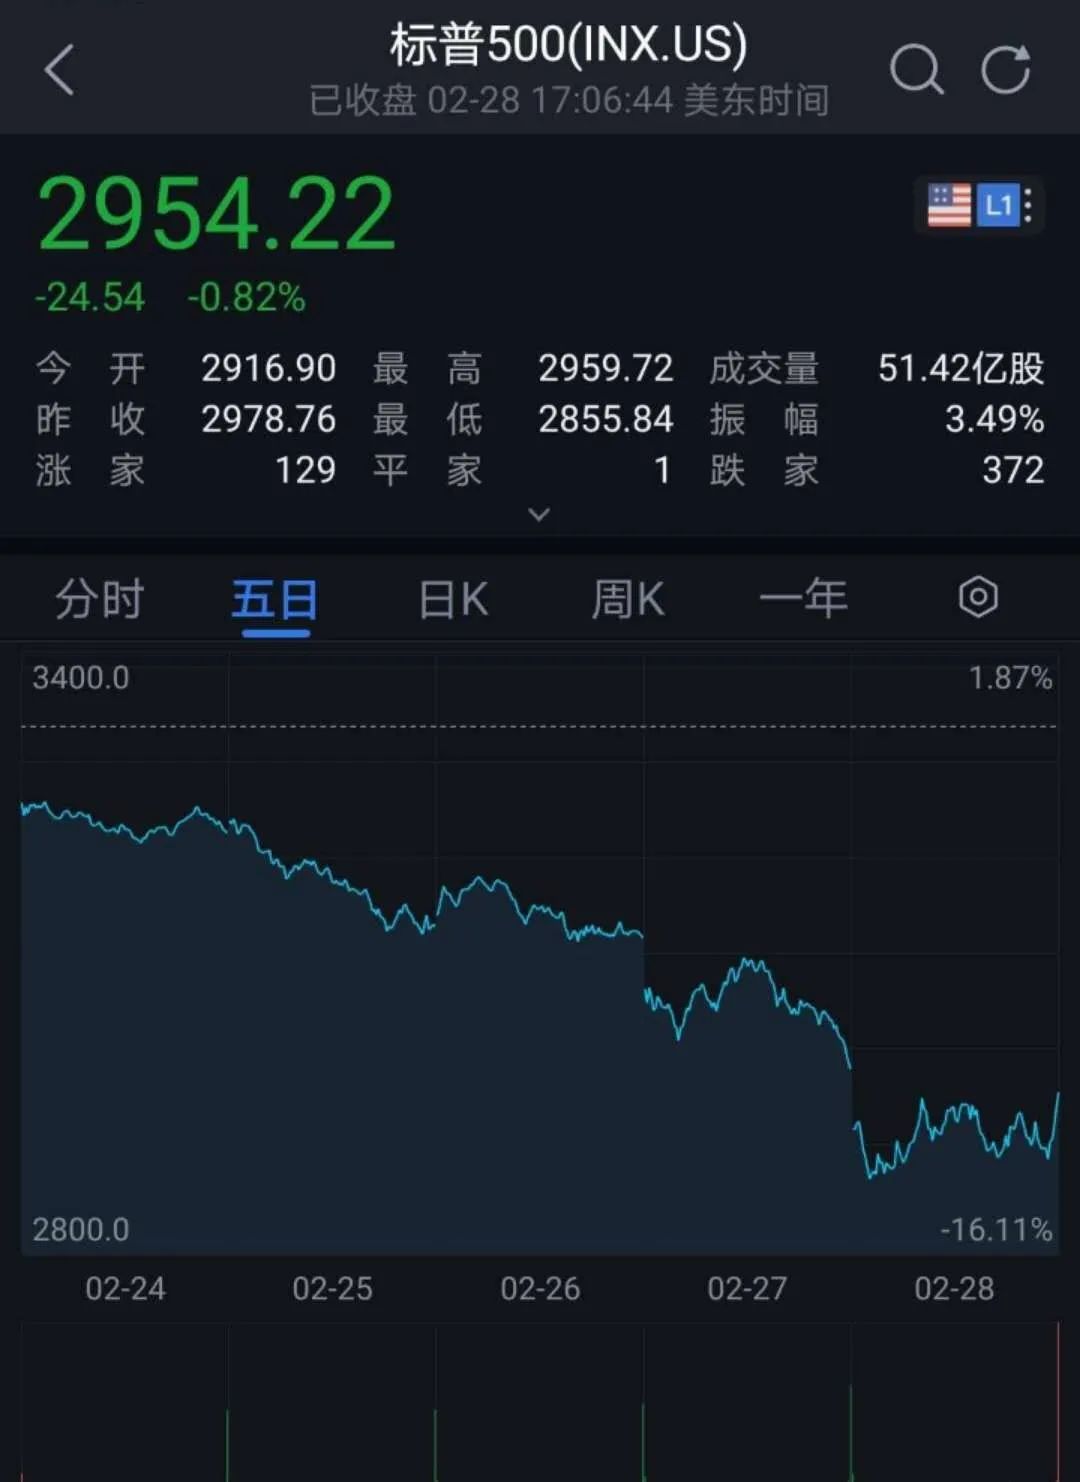 标普500(INX.US)
已收盘 02-28 17:06:44 美东时间
2954.22
L1
-24.54 -0.82%
今开 2916.90 最高 2959.72 成交量 51.42亿股
昨收 2978.76 最低 2855.84 振幅 3.49%
涨家 129 平家 1 跌家 372
分时 五日 日K 周K 一年
3400.0 1.87%
2800.0 -16.11%
02-24 02-25 02-26 02-27 02-28